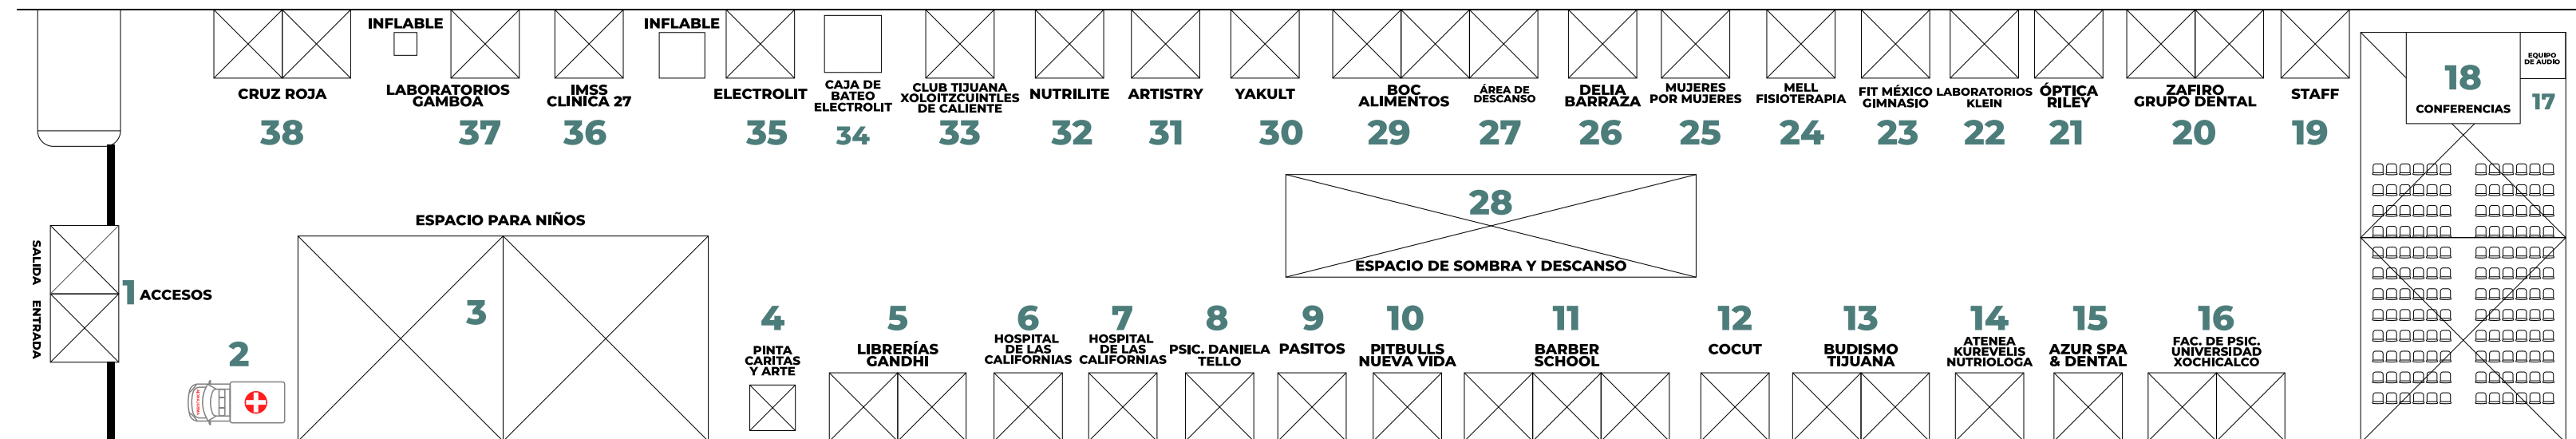 INFLABLE
INFLABLE
CRUZ ROJA
38
LABORATORIOS
GAMBOA
37
IMSS
CLINICA 27
36
ELECTROLIT
35
CAJA DE
BATEO
ELECTROLIT
34
CLUB TIJUANA
XOLOITZCUINTLES
DE CALIENTE
33
NUTRILITE
32
ARTISTRY
31
YAKULT
30
BOC
ALIMENTOS
29
ÁREA DE
DESCANSO
27
DELIA
BARRAZA
26
MUJERES
POR MUJERES
25
MELL
FISIOTERAPIA
24
FIT MÉXICO
GIMNASIO
23
LABORATORIOS
KLEIN
22
ÓPTICA
RILEY
21
ZAFIRO
GRUPO DENTAL
20
STAFF
19
18
CONFERENCIAS
EQUIPO
DE AUDIO
17
28
ESPACIO DE SOMBRA Y DESCANSO
ESPACIO PARA NIÑOS
3
SALIDA
ENTRADA
1 ACCESOS
2
4
PINTA
CARITAS
Y ARTE
5
LIBRERÍAS
GANDHI
6
HOSPITAL
DE LAS
CALIFORNIAS
7
HOSPITAL
DE LAS
CALIFORNIAS
8
PSIC. DANIELA
TELLO
9
PASITOS
10
PITBULLS
NUEVA VIDA
11
BARBER
SCHOOL
12
COCUT
13
BUDISMO
TIJUANA
14
ATENEA
KUREVELIS
NUTRIOLOGA
15
AZUR SPA
& DENTAL
16
FAC. DE PSIC.
UNIVERSIDAD
XOCHICALCO